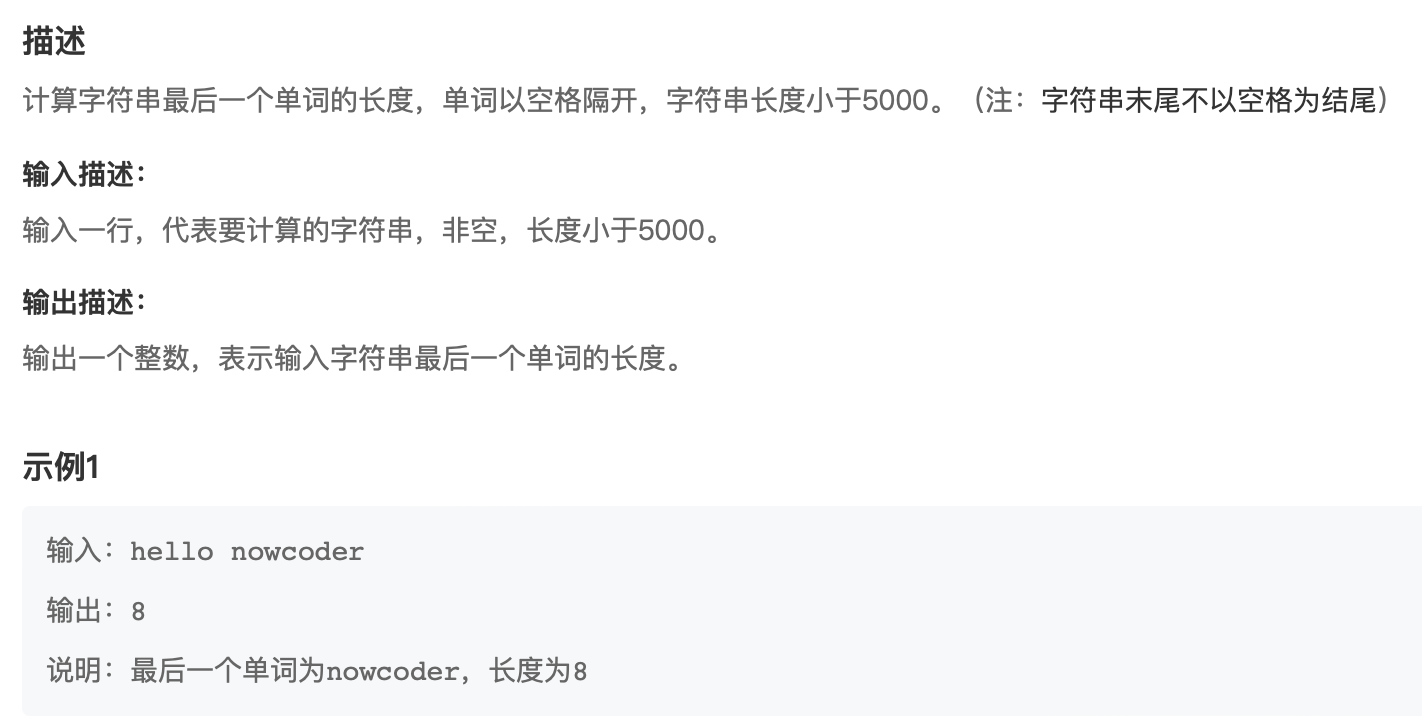 描述
计算字符串最后一个单词的长度，单词以空格隔开，字符串长度小于5000。（注：字符串末尾不以空格为结尾）
输入描述：
输入一行，代表要计算的字符串，非空，长度小于5000。
输出描述：
输出一个整数，表示输入字符串最后一个单词的长度。
示例1
输入：hello nowcoder
输出：8
说明：最后一个单词为nowcoder，长度为8